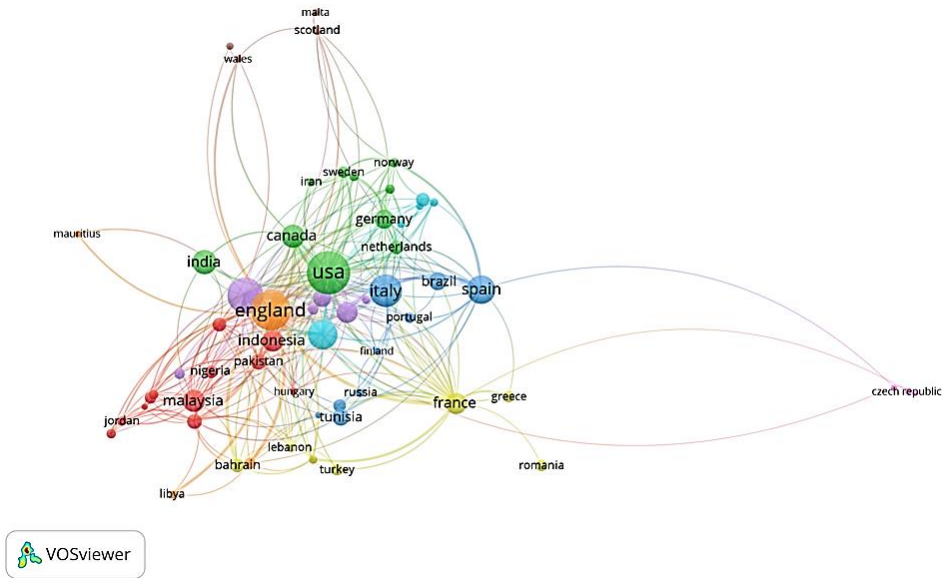 malta
scotland
wales
norway
sweden
iran
germany
mauritius
canada
netherlands
india
usa
brazil
spain
italy
england
portugal
indonesia
finland
pakistan
nigeria
hungary
russia
czech republic
malaysia
greece
france
jordan
tunisia
lebanon
bahrain
turkey
romania
libya
VOSviewer